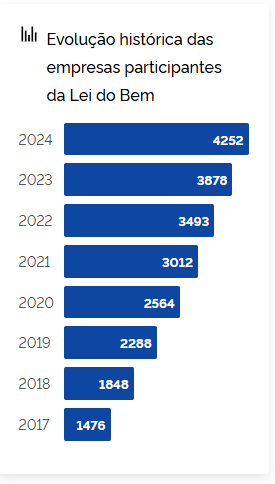 Evolução histórica das
empresas participantes
da Lei do Bem
2024 4252
2023 3878
2022 3493
2021 3012
2020 2564
2019 2288
2018 1848
2017 1476